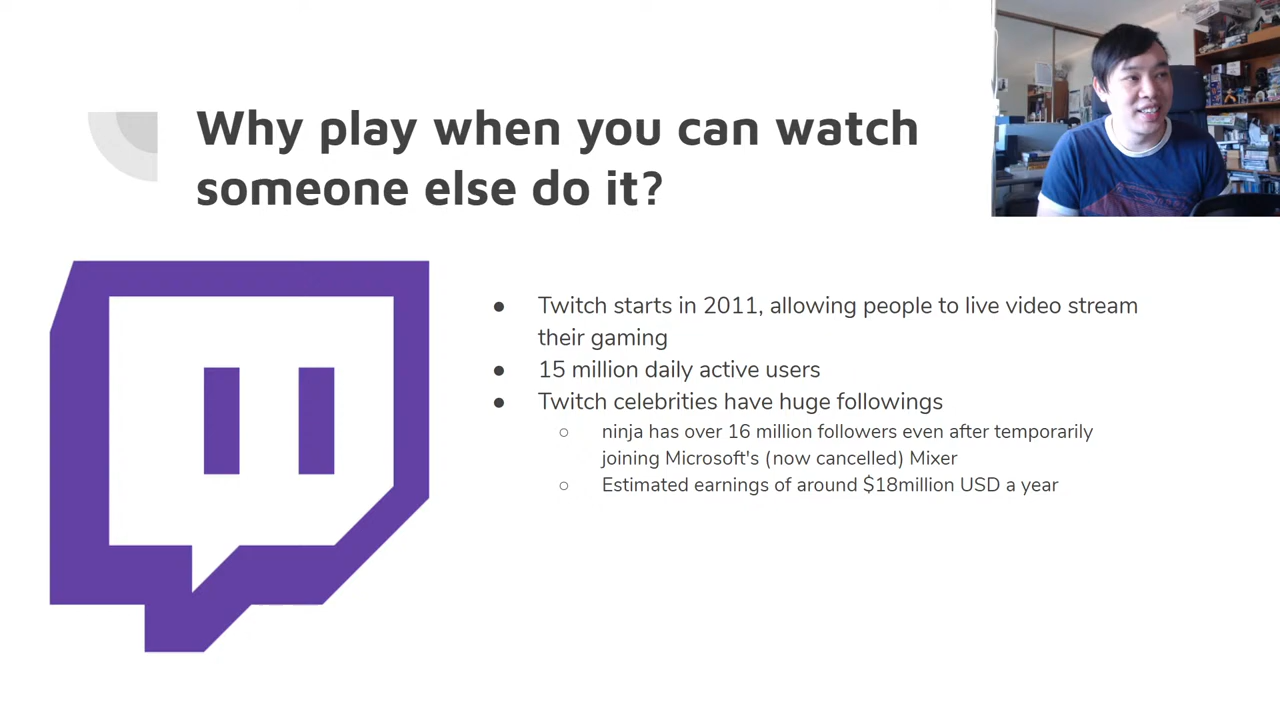 Why play when you can watch
someone else do it?
● Twitch starts in 2011, allowing people to live video stream
their gaming
● 15 million daily active users
● Twitch celebrities have huge followings
○ ninja has over 16 million followers even after temporarily
joining Microsoft's (now cancelled) Mixer
○ Estimated earnings of around $18million USD a year